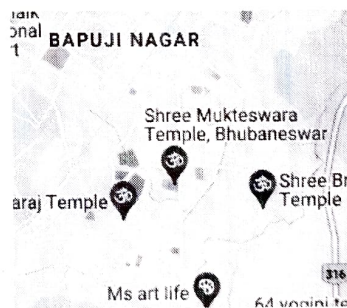 onal
t
BAPUJI NAGAR
Shree Mukteswara
Temple, Bhubaneswar
araj Temple
Shree Br
Temple
316
Ms art life
64 yogini te